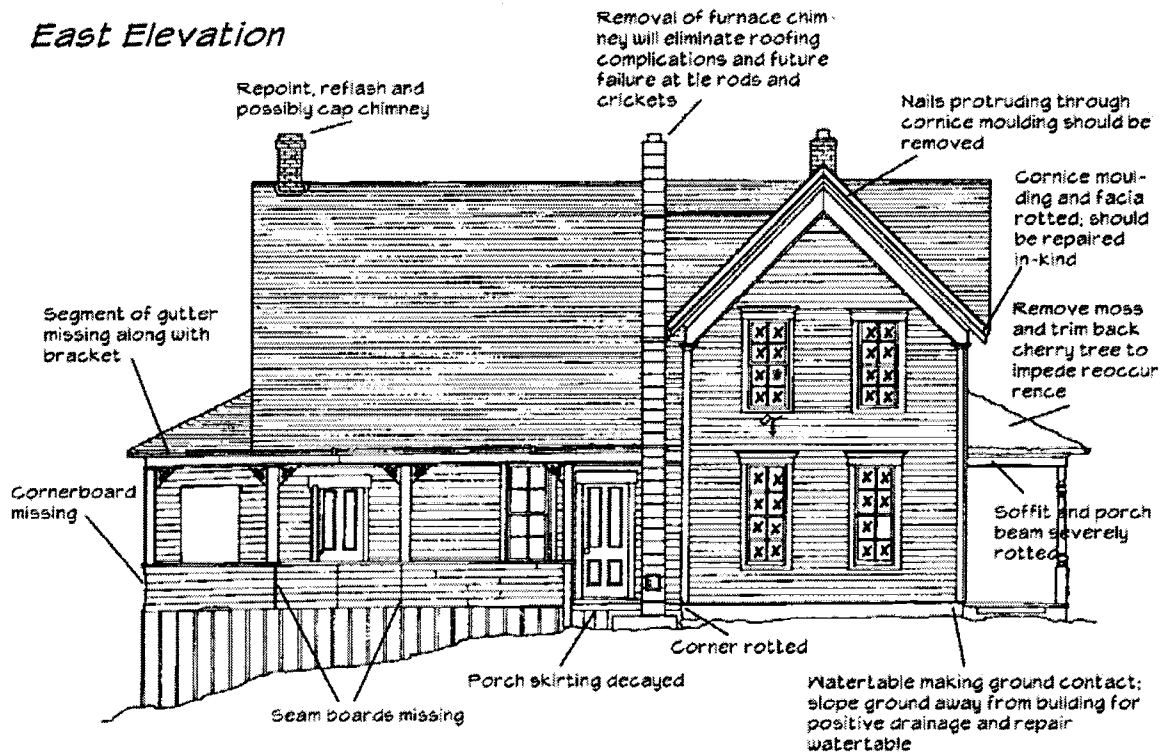 East Elevation
Removal of furnace chim-
ney will eliminate roofing
complications and future
failure at tie rods and
crickets
Repoint, reflash and
possibly cap chimney
Nails protruding through
cornice moulding should be
removed
Cornice moul-
ding and facia
rotted; should
be repaired
in-kind
Segment of gutter
missing along with
bracket
Remove moss
and trim back
cherry tree to
impede reoccur
rence
Cornerboard
missing
Soffit and porch
beam severely
rotted
Corner rotted
Porch skirting decayed
Seam boards missing
Watertable making ground contact;
slope ground away from building for
positive drainage and repair
watertable